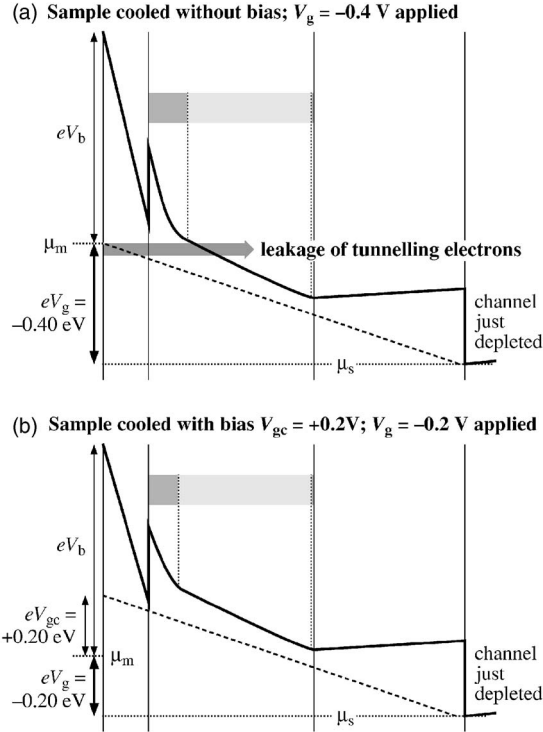 (a) Sample cooled without bias; Vg = –0.4 V applied
eVb
μm
leakage of tunnelling electrons
eVg =
–0.40 eV
channel
just
depleted
μs
(b) Sample cooled with bias Vgc = +0.2V; Vg = –0.2 V applied
eVb
eVgc =
+0.20 eV
μm
eVg =
–0.20 eV
channel
just
depleted
μs